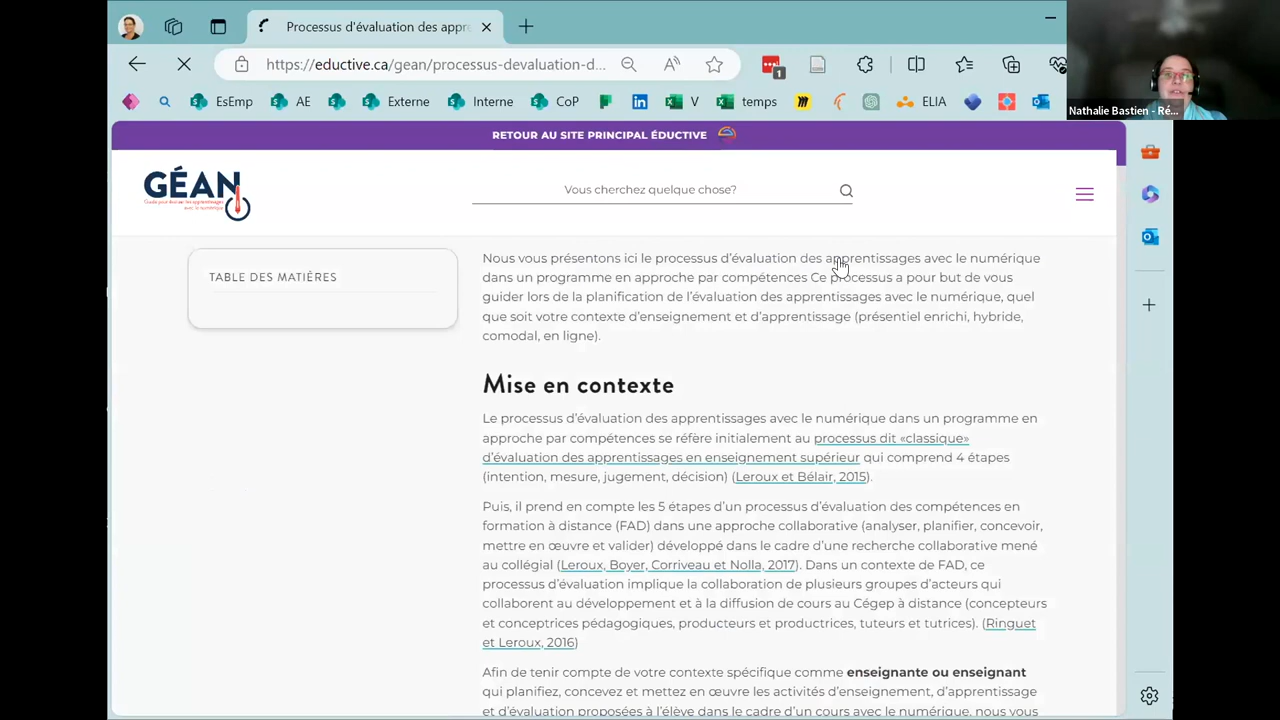 Processus d'évaluation des appr
https://eductive.ca/gean/processus-devaluation-d...
1
EsEmp
AE
Externe
Interne
CoP
V
temps
ELIA
Nathalie Bastien - Ré...
RETOUR AU SITE PRINCIPAL ÉDUCTIVE
GÉAN
Guide pour évaluer les apprentissages
avec le numérique
Vous cherchez quelque chose?
TABLE DES MATIÈRES
Nous vous présentons ici le processus d'évaluation des apprentissages avec le numérique
dans un programme en approche par compétences Ce processus a pour but de vous
guider lors de la planification de l'évaluation des apprentissages avec le numérique, quel
que soit votre contexte d'enseignement et d'apprentissage (présentiel enrichi, hybride,
comodal, en ligne).
Mise en contexte
Le processus d'évaluation des apprentissages avec le numérique dans un programme en
approche par compétences se réfère initialement au processus dit «classique»
d'évaluation des apprentissages en enseignement supérieur qui comprend 4 étapes
(intention, mesure, jugement, décision) (Leroux et Bélair, 2015).
Puis, il prend en compte les 5 étapes d'un processus d'évaluation des compétences en
formation à distance (FAD) dans une approche collaborative (analyser, planifier, concevoir,
mettre en œuvre et valider) développé dans le cadre d'une recherche collaborative mené
au collégial (Leroux, Boyer, Corriveau et Nolla, 2017). Dans un contexte de FAD, ce
processus d'évaluation implique la collaboration de plusieurs groupes d'acteurs qui
collaborent au développement et à la diffusion de cours au Cégep à distance (concepteurs
et conceptrices pédagogiques, producteurs et productrices, tuteurs et tutrices). (Ringuet
et Leroux, 2016)
Afin de tenir compte de votre contexte spécifique comme enseignante ou enseignant
qui planifiez, concevez et mettez en œuvre les activités d'enseignement, d'apprentissage
et d'évaluation proposées à l'élève dans le cadre d'un cours avec le numérique, nous vous